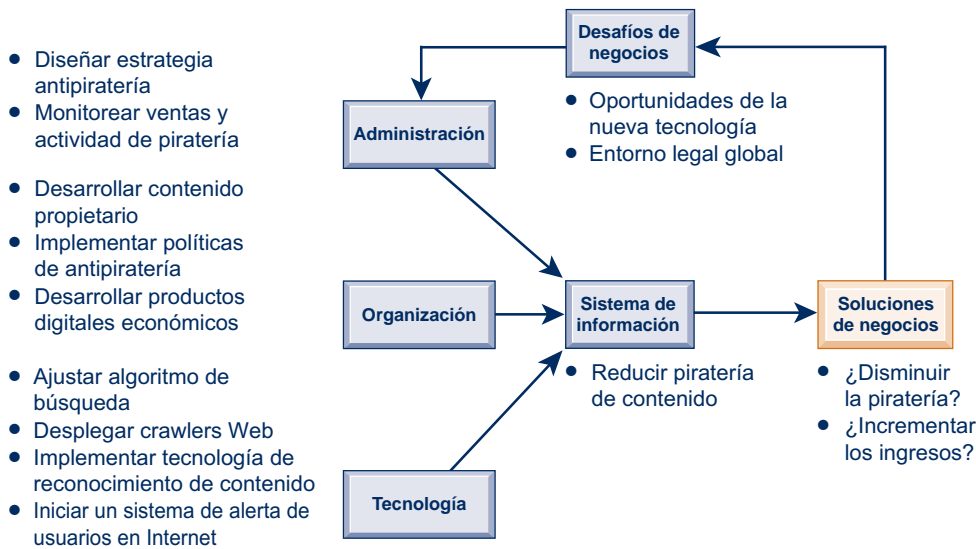 Desafíos de
negocios
• Oportunidades de la
nueva tecnología
• Entorno legal global
• Diseñar estrategia
antipiratería
• Monitorear ventas y
actividad de piratería
Administración
• Desarrollar contenido
propietario
• Implementar políticas
de antipiratería
• Desarrollar productos
digitales económicos
Organización
Sistema de
información
• Reducir piratería
de contenido
Soluciones
de negocios
• ¿Disminuir
la piratería?
• ¿Incrementar
los ingresos?
• Ajustar algoritmo de
búsqueda
• Desplegar crawlers Web
• Implementar tecnología de
reconocimiento de contenido
• Iniciar un sistema de alerta de
usuarios en Internet
Tecnología